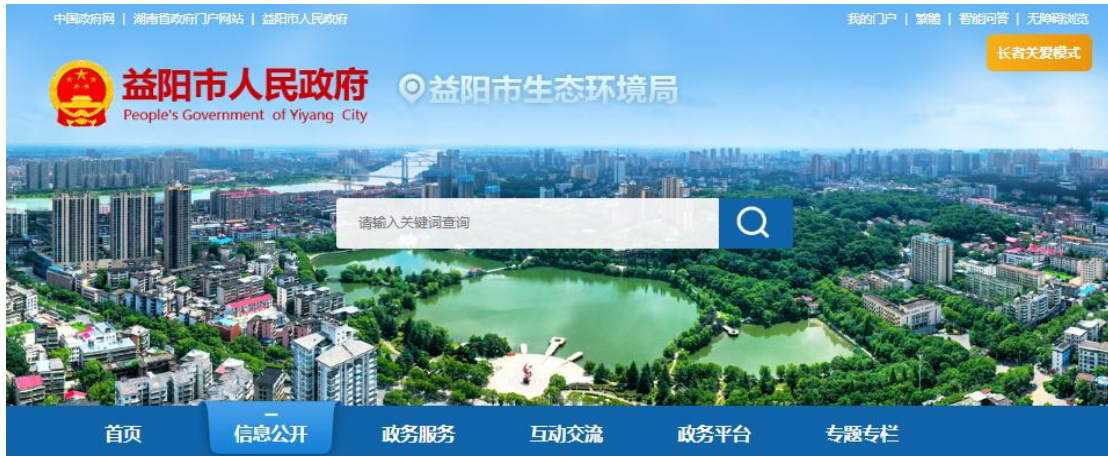 中国政府网 | 湖南省政府门户网站 | 益阳市人民政府
我的门户 | 繁體 | 智能问答 | 无障碍浏览
长者关爱模式
益阳市人民政府
People's Government of Yiyang City
益阳市生态环境局
请输入关键词查询
首页 信息公开 政务服务 互动交流 政务平台 专题专栏